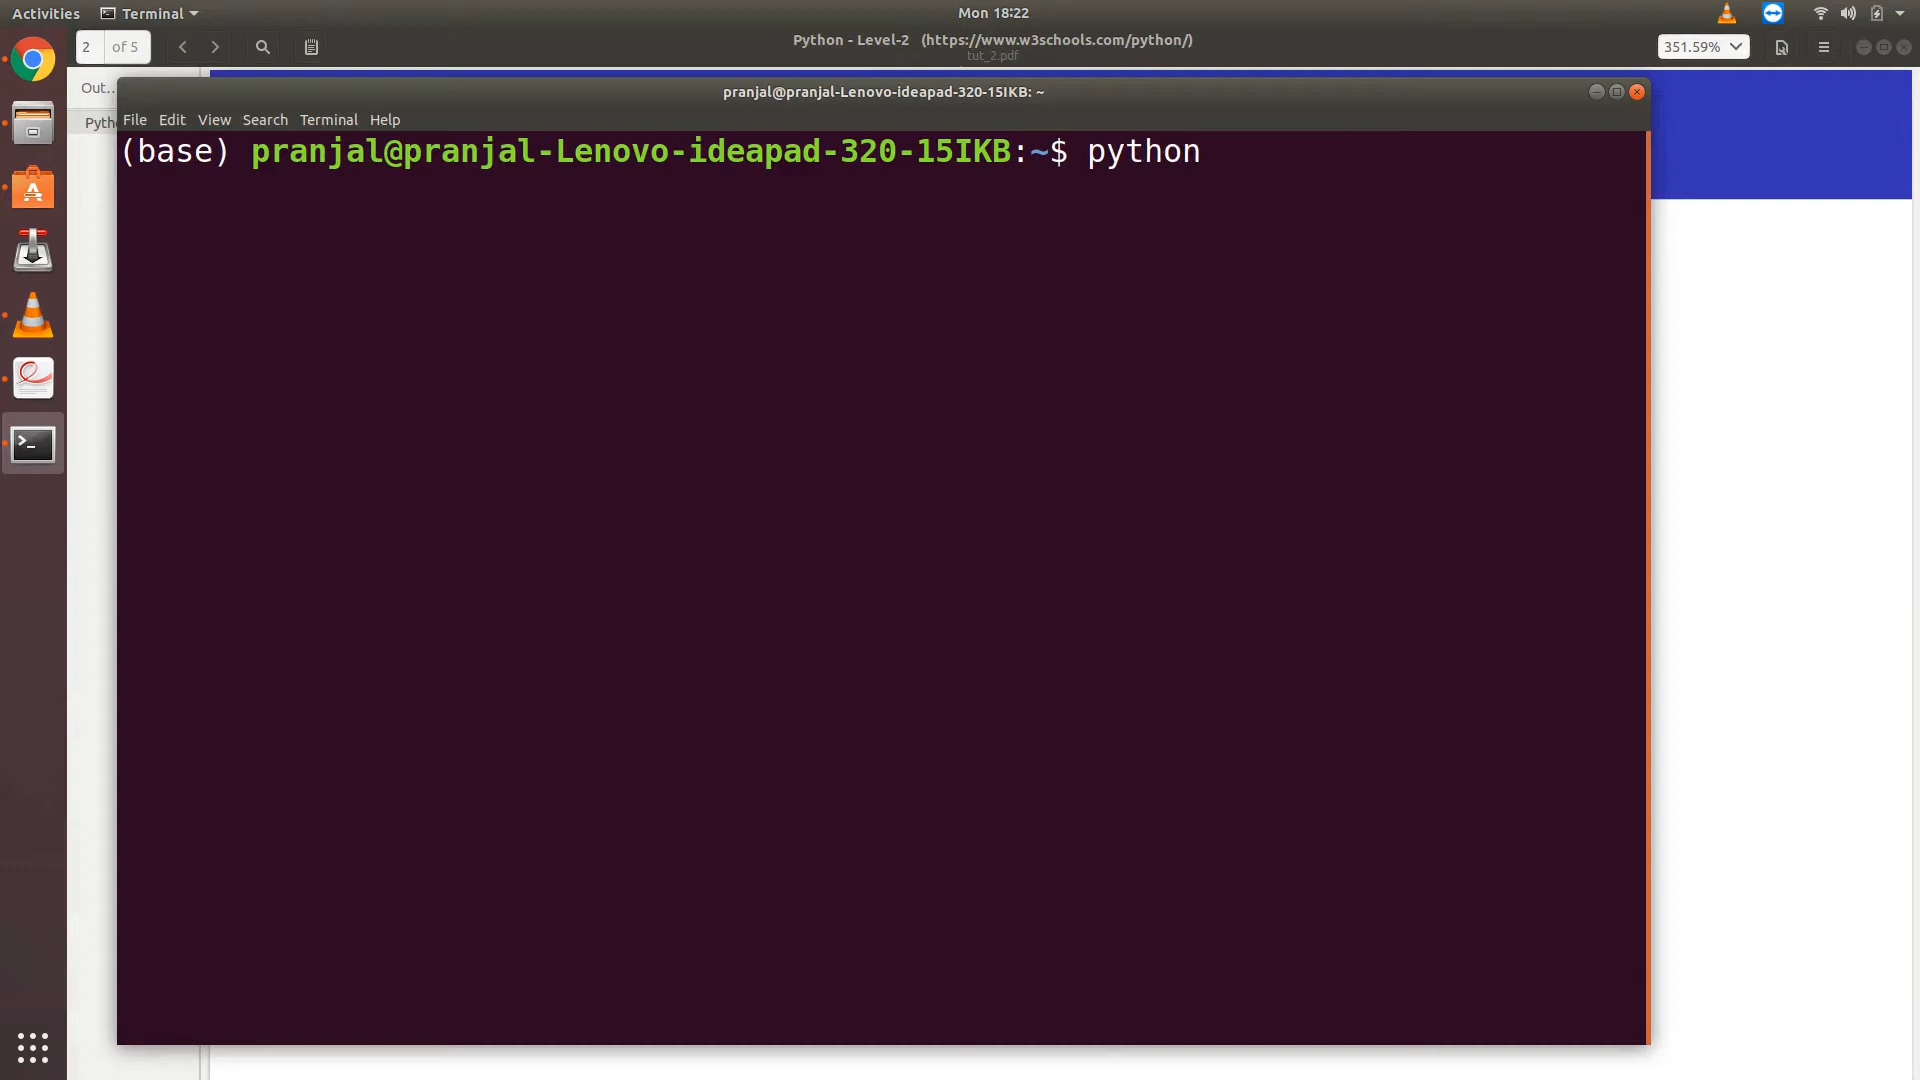 Activities Terminal Mon 18:22
2 of 5 Python - Level-2 (https://www.w3schools.com/python/) 351.59%
tut_2.pdf
Out..
pranjal@pranjal-Lenovo-ideapad-320-15IKB: ~
Pyth
File Edit View Search Terminal Help
(base) pranjal@pranjal-Lenovo-ideapad-320-15IKB:~$ python